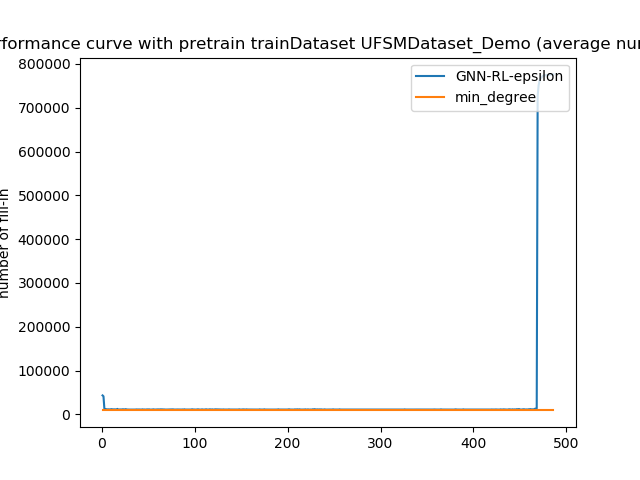 rformance curve with pretrain trainDataset UFSMDataset_Demo (average nur
800000
700000
600000
500000
400000
300000
200000
100000
0
number of fill-in
GNN-RL-epsilon
min_degree
0 100 200 300 400 500